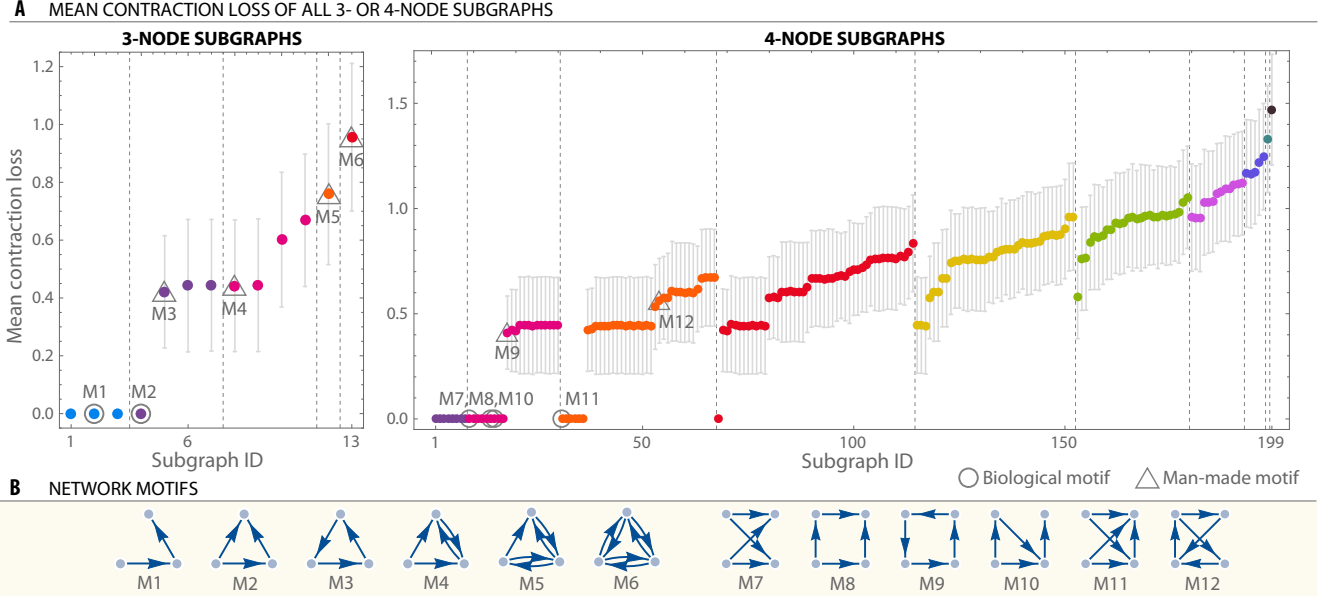 A MEAN CONTRACTION LOSS OF ALL 3- OR 4-NODE SUBGRAPHS
3-NODE SUBGRAPHS
Mean contraction loss
1.2
1.0
0.8
0.6
0.4
0.2
0.0
M1
M2
M3
M4
M5
M6
1 6 13
Subgraph ID
4-NODE SUBGRAPHS
1.5
1.0
0.5
0.0
M7,M8,M10
M9
M11
M12
1 50 100 150 199
Subgraph ID
Biological motif
Man-made motif
B NETWORK MOTIFS
M1 M2 M3 M4 M5 M6 M7 M8 M9 M10 M11 M12